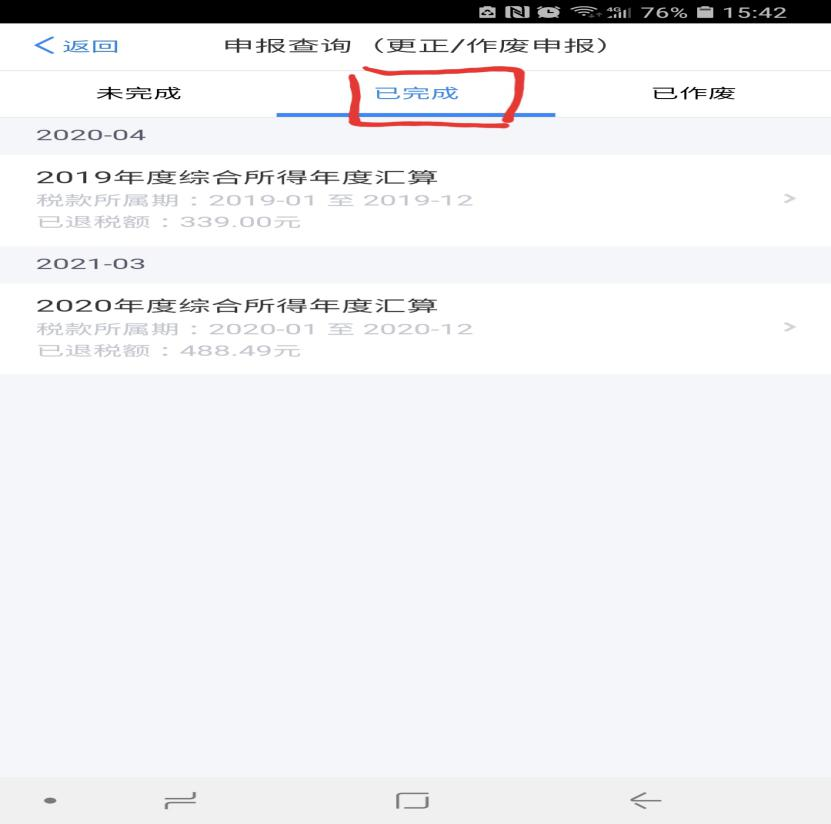 4G 76% 15:42
返回 申报查询（更正/作废申报）
未完成 已完成 已作废
2020-04
2019年度综合所得年度汇算
税款所属期：2019-01 至 2019-12
已退税额：339.00元
2021-03
2020年度综合所得年度汇算
税款所属期：2020-01 至 2020-12
已退税额：488.49元